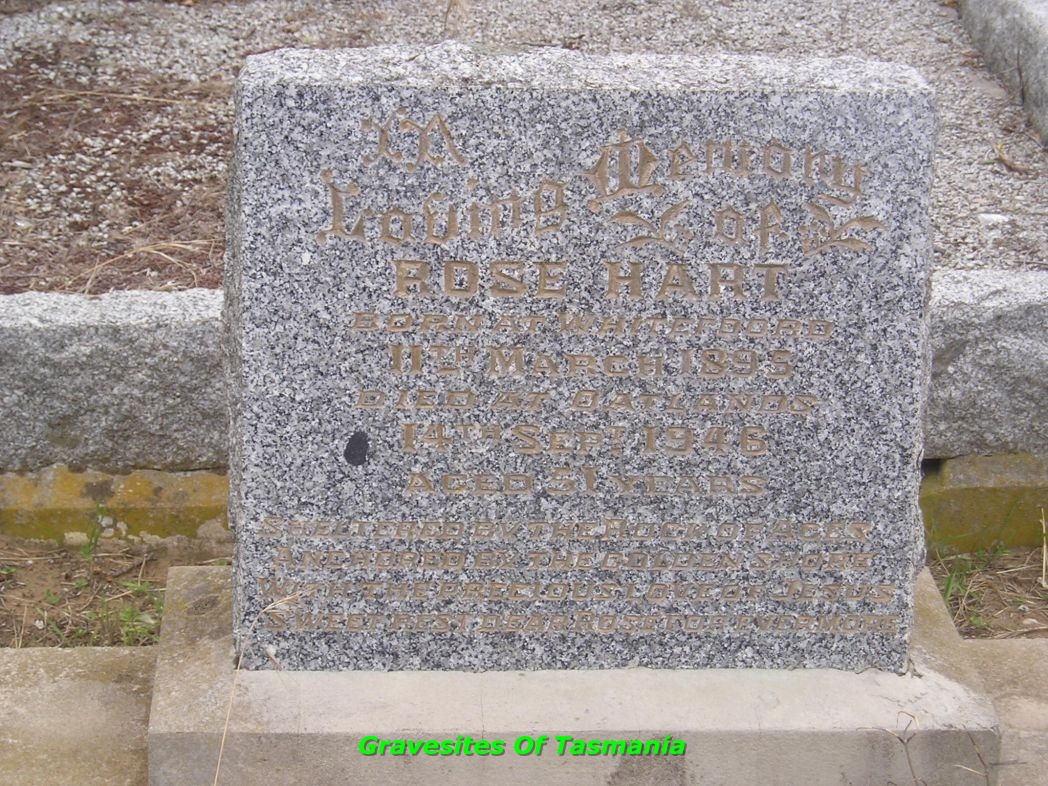 In
Loving Memory of
ROSE HART
BORN AT WHITEFOORD
11TH MARCH 1895
DIED AT OATLANDS
14TH SEPT 1946
AGED 51 YEARS
SHELTERED BY THE ROCK OF AGES
ANCHORED BY THE GOLDEN SHORE
WITH THE PRECIOUS LOVE OF JESUS
SWEET REST DEAR ROSE FOR EVERMORE
Gravesites Of Tasmania